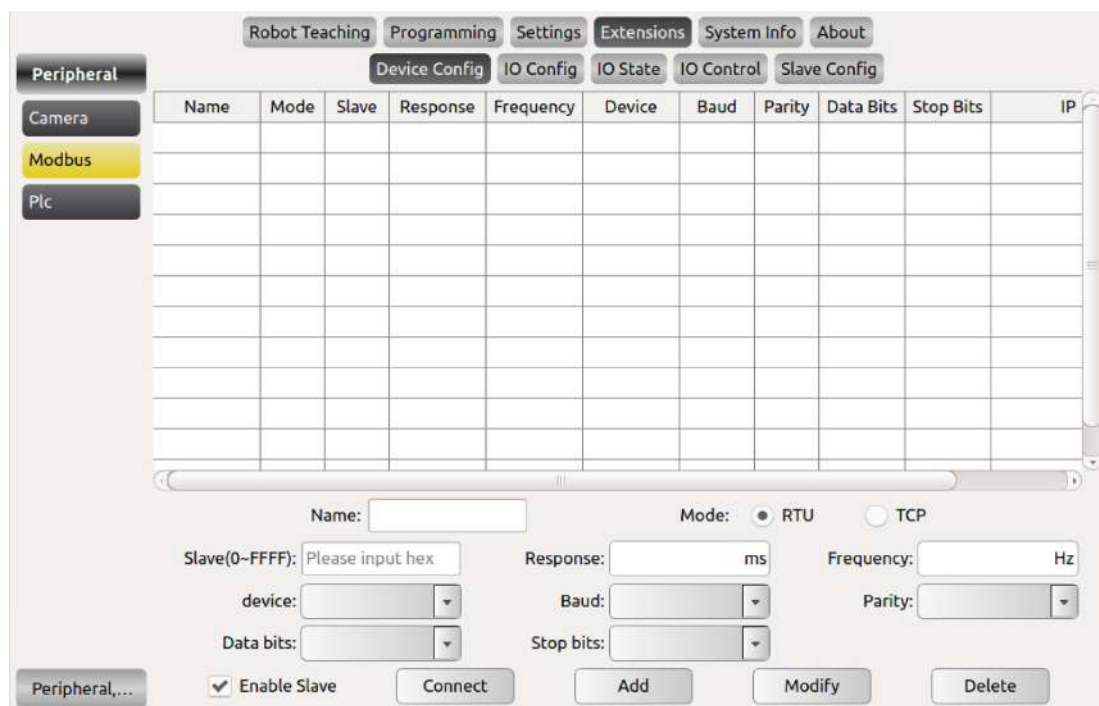 Robot Teaching Programming Settings Extensions System Info About
Peripheral Device Config IO Config IO State IO Control Slave Config
Camera Name Mode Slave Response Frequency Device Baud Parity Data Bits Stop Bits IP
Modbus
Plc
Name: Mode: RTU TCP
Slave(0~FFFF): Please input hex Response: ms Frequency: Hz
device: Baud: Parity:
Data bits: Stop bits:
Peripheral,... Enable Slave Connect Add Modify Delete